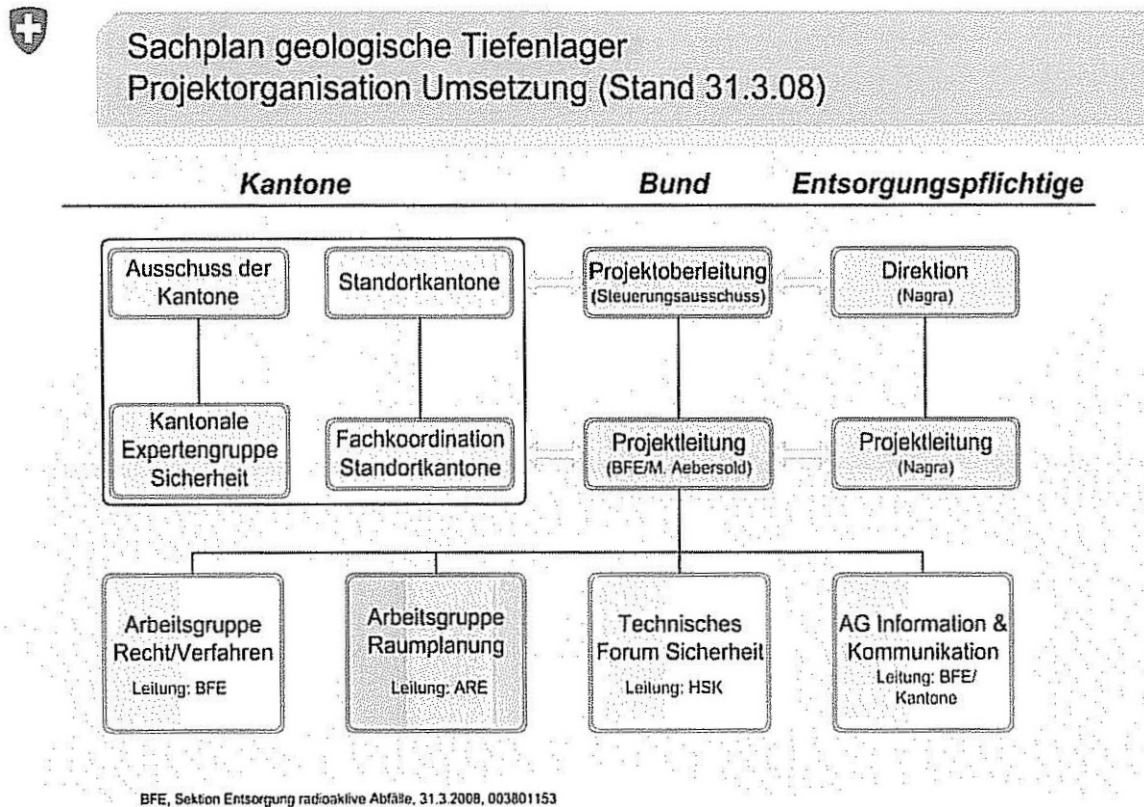 Sachplan geologische Tiefenlager
Projektorganisation Umsetzung (Stand 31.3.08)
Kantone
Bund
Entsorgungspflichtige
Ausschuss der
Kantone
Standortkantone
Projektoberleitung
(Steuerungsausschuss)
Direktion
(Nagra)
Kantonale
Expertengruppe
Sicherheit
Fachkoordination
Standortkantone
Projektleitung
(BFE/M. Aebersold)
Projektleitung
(Nagra)
Arbeitsgruppe
Recht/Verfahren
Leitung: BFE
Arbeitsgruppe
Raumplanung
Leitung: ARE
Technisches
Forum Sicherheit
Leitung: HSK
AG Information &
Kommunikation
Leitung: BFE/
Kantone
BFE, Sektion Entsorgung radioaktive Abfälle, 31.3.2008, 003801153